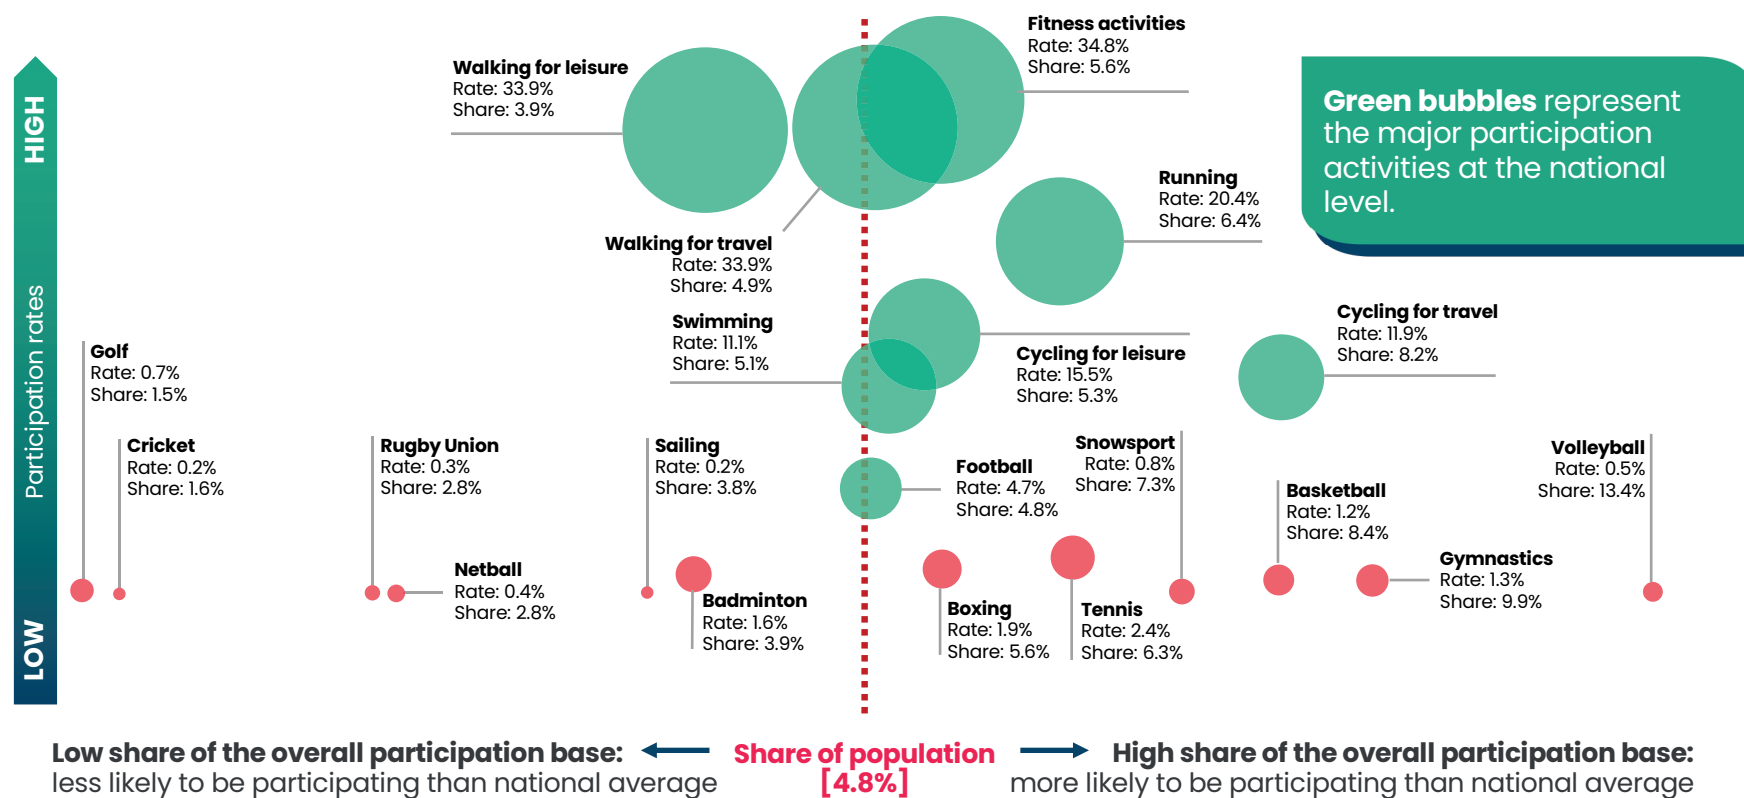 HIGH
Participation rates
LOW
Fitness activities
Rate: 34.8%
Share: 5.6%
Walking for leisure
Rate: 33.9%
Share: 3.9%
Green bubbles represent
the major participation
activities at the national
level.
Running
Rate: 20.4%
Share: 6.4%
Walking for travel
Rate: 33.9%
Share: 4.9%
Swimming
Rate: 11.1%
Share: 5.1%
Cycling for leisure
Rate: 15.5%
Share: 5.3%
Cycling for travel
Rate: 11.9%
Share: 8.2%
Golf
Rate: 0.7%
Share: 1.5%
Cricket
Rate: 0.2%
Share: 1.6%
Rugby Union
Rate: 0.3%
Share: 2.8%
Sailing
Rate: 0.2%
Share: 3.8%
Football
Rate: 4.7%
Share: 4.8%
Snowsport
Rate: 0.8%
Share: 7.3%
Basketball
Rate: 1.2%
Share: 8.4%
Volleyball
Rate: 0.5%
Share: 13.4%
Netball
Rate: 0.4%
Share: 2.8%
Badminton
Rate: 1.6%
Share: 3.9%
Boxing
Rate: 1.9%
Share: 5.6%
Tennis
Rate: 2.4%
Share: 6.3%
Gymnastics
Rate: 1.3%
Share: 9.9%
Low share of the overall participation base:
less likely to be participating than national average
Share of population
[4.8%]
High share of the overall participation base:
more likely to be participating than national average